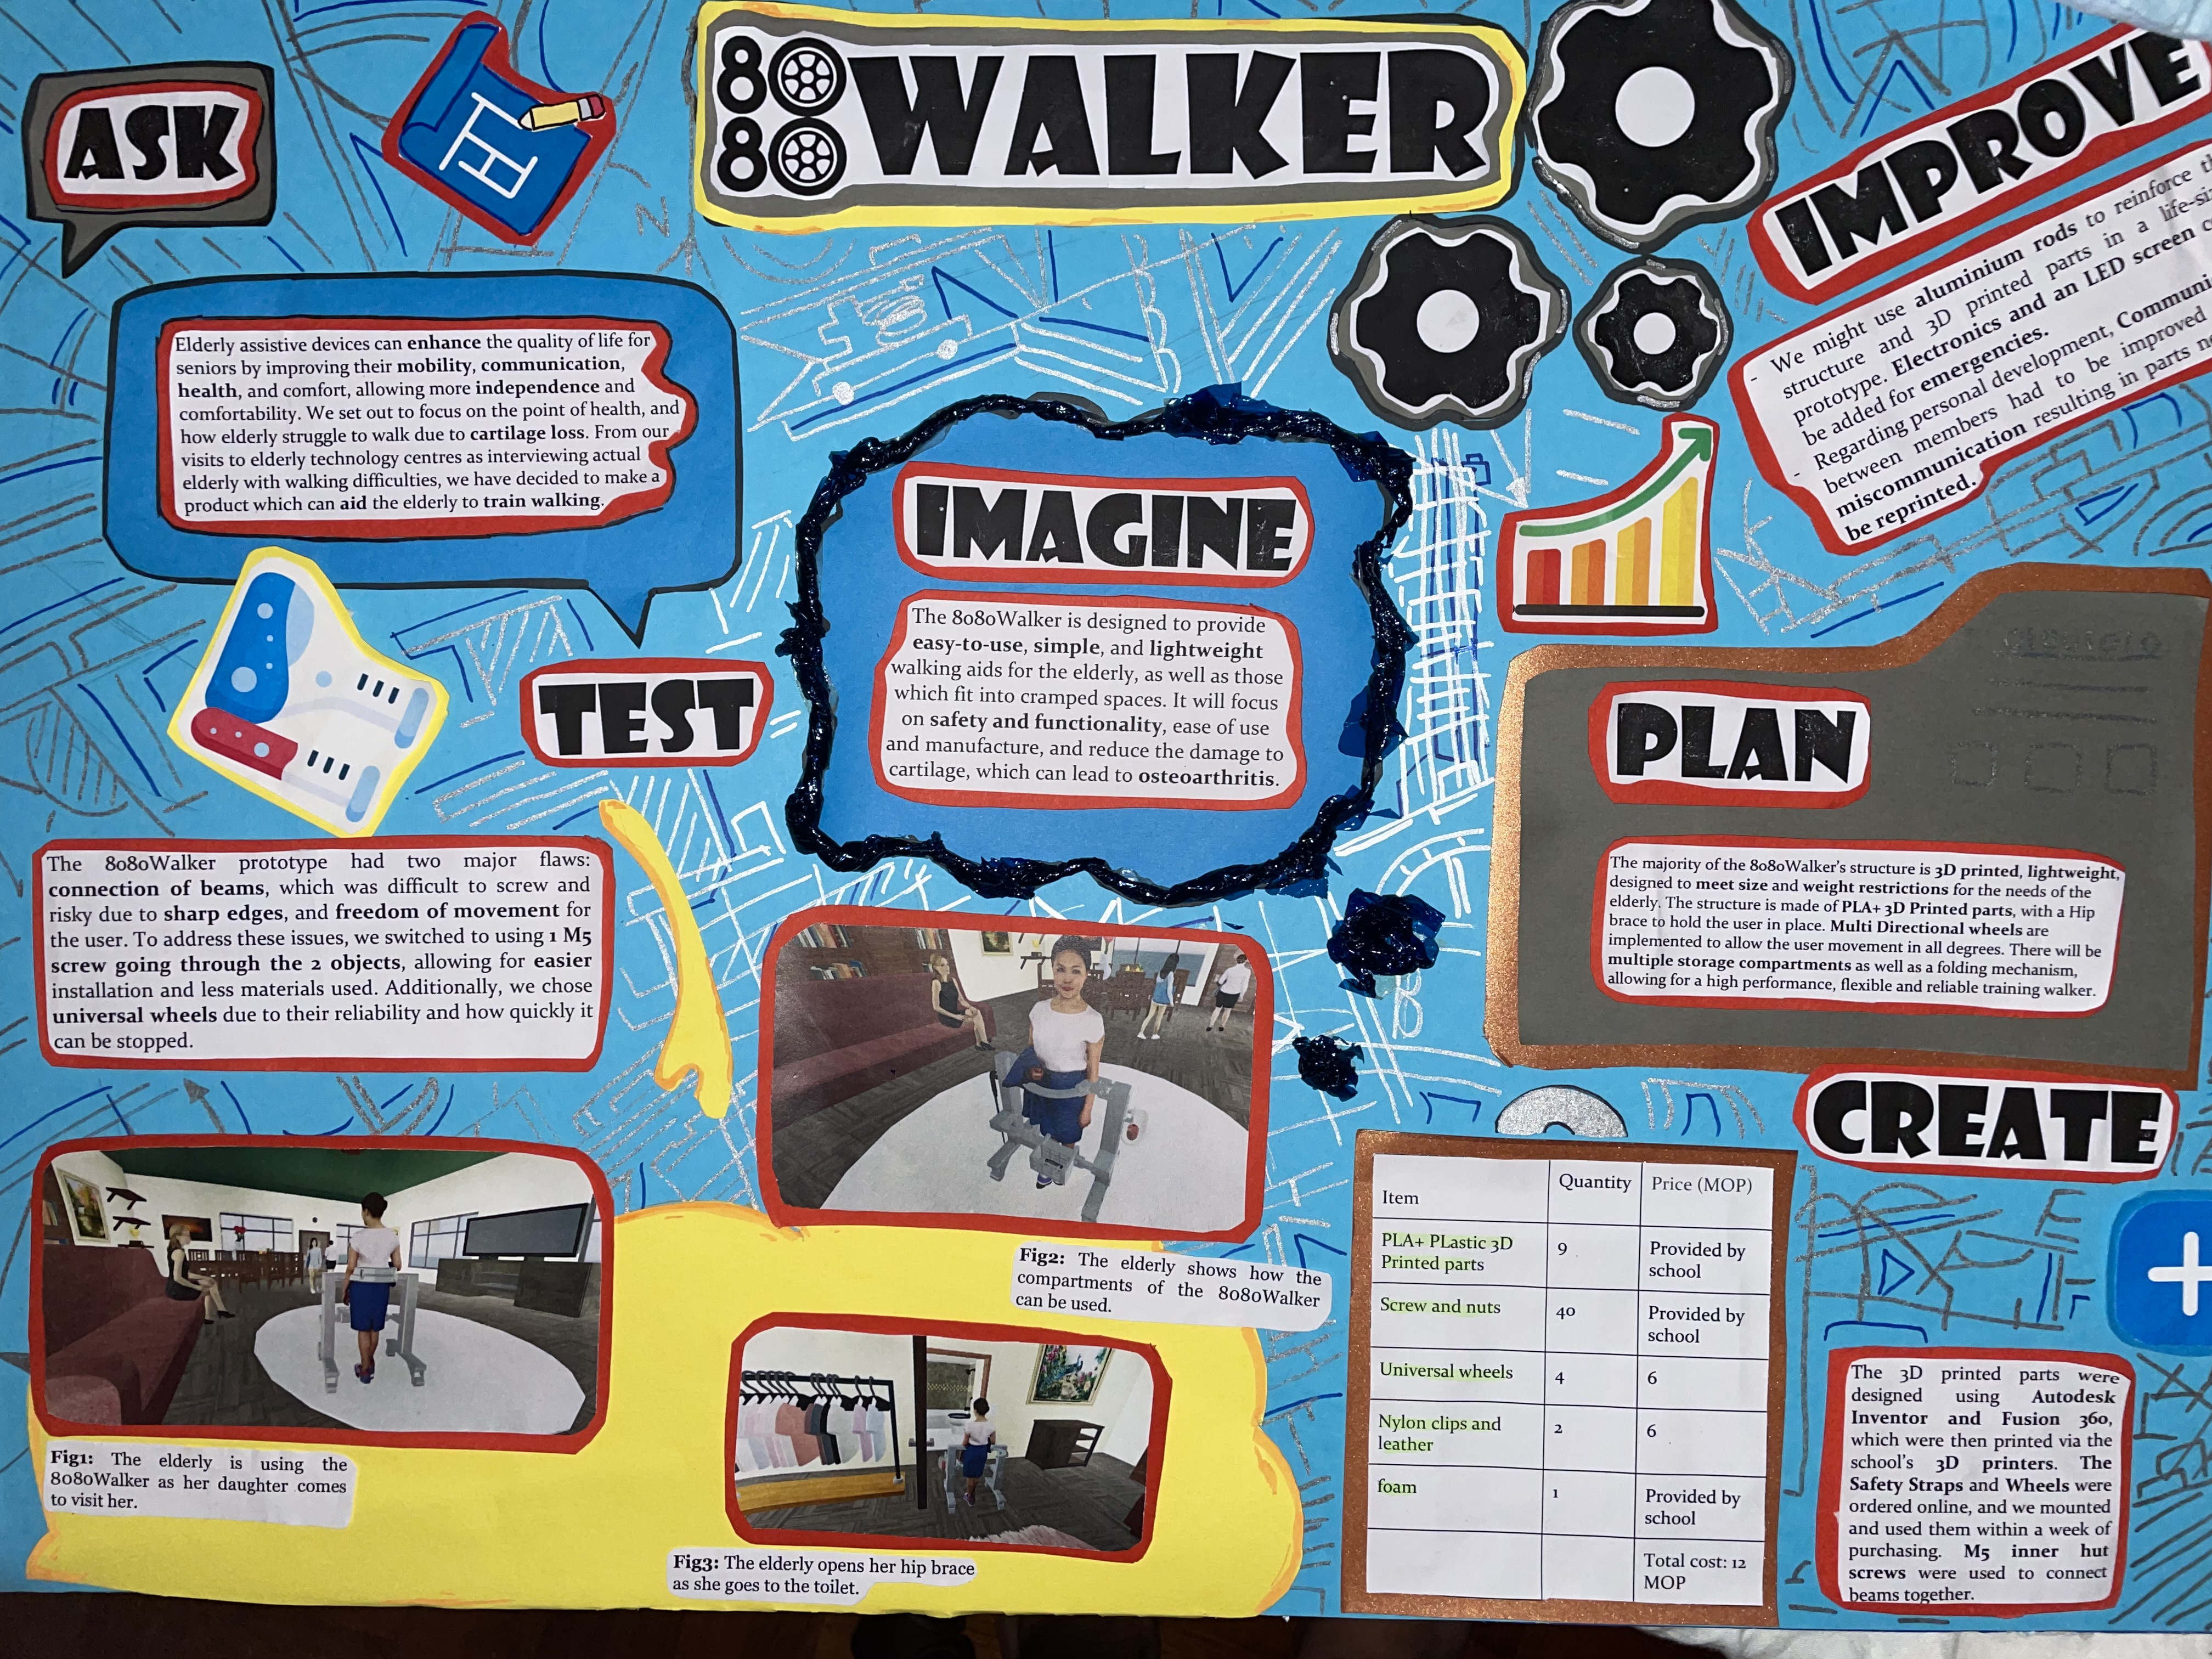 ASK
8080 WALKER
IMPROVE
Elderly assistive devices can enhance the quality of life for
seniors by improving their mobility, communication,
health, and comfort, allowing more independence and
comfortability. We set out to focus on the point of health, and
how elderly struggle to walk due to cartilage loss. From our
visits to elderly technology centres as interviewing actual
elderly with walking difficulties, we have decided to make a
product which can aid the elderly to train walking.
- We might use aluminium rods to reinforce
structure and 3D printed parts in a
prototype. Electronics and an LED screen
be added for emergencies.
- Regarding personal development,
between members had to be improved
miscommunication resulting in parts
be reprinted.
IMAGINE
The 8080Walker is designed to provide
easy-to-use, simple, and lightweight
walking aids for the elderly, as well as those
which fit into cramped spaces. It will focus
on safety and functionality, ease of use
and manufacture, and reduce the damage to
cartilage, which can lead to osteoarthritis.
TEST
The 8080Walker prototype had two major flaws:
connection of beams, which was difficult to screw and
risky due to sharp edges, and freedom of movement for
the user. To address these issues, we switched to using 1 M5
screw going through the 2 objects, allowing for easier
installation and less materials used. Additionally, we chose
universal wheels due to their reliability and how quickly it
can be stopped.
PLAN
The majority of the 8080Walker's structure is 3D printed, lightweight,
designed to meet size and weight restrictions for the needs of the
elderly. The structure is made of PLA+ 3D Printed parts, with a Hip
brace to hold the user in place. Multi Directional wheels are
implemented to allow the user movement in all degrees. There will be
multiple storage compartments as well as a folding mechanism,
allowing for a high performance, flexible and reliable training walker.
Fig1: The elderly is using the
8080Walker as her daughter comes
to visit her.
Fig2: The elderly shows how the
compartments of the 8080Walker
can be used.
Fig3: The elderly opens her hip brace
as she goes to the toilet.
CREATE
Item Quantity Price (MOP)
PLA+ PLastic 3D Printed parts 9 Provided by school
Screw and nuts 40 Provided by school
Universal wheels 4 6
Nylon clips and leather 2 6
foam 1 Provided by school
Total cost: 12 MOP
The 3D printed parts were
designed using Autodesk
Inventor and Fusion 360,
which were then printed via the
school's 3D printers. The
Safety Straps and Wheels were
ordered online, and we mounted
and used them within a week of
purchasing. M5 inner hut
screws were used to connect
beams together.